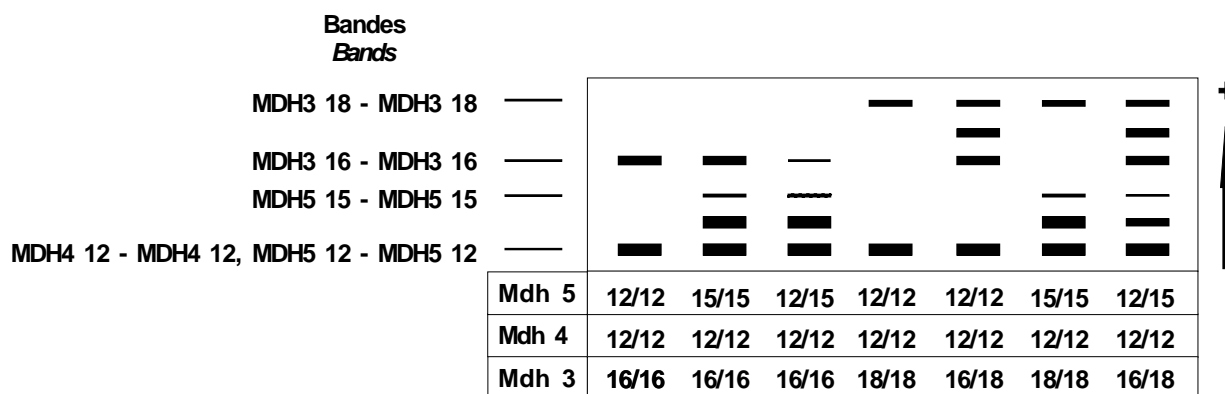 Bandes
Bands
MDH3 18 - MDH3 18
MDH3 16 - MDH3 16
MDH5 15 - MDH5 15
MDH4 12 - MDH4 12, MDH5 12 - MDH5 12
Mdh 5 12/12 15/15 12/15 12/12 12/12 15/15 12/15
Mdh 4 12/12 12/12 12/12 12/12 12/12 12/12 12/12
Mdh 3 16/16 16/16 16/16 18/18 16/18 18/18 16/18